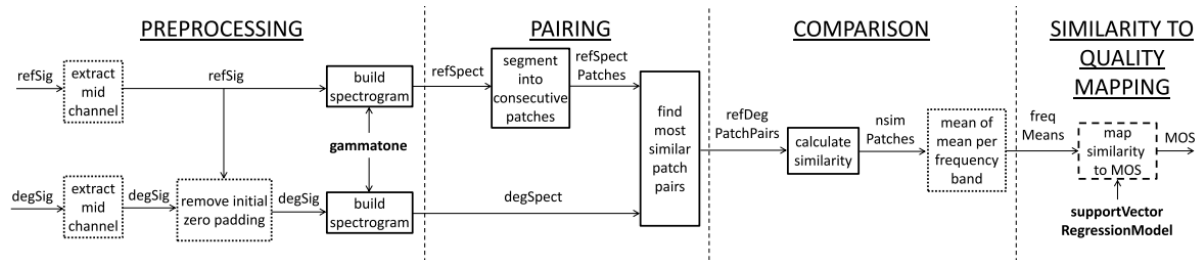 PREPROCESSING
refSig
extract
mid
channel
refSig
build
spectrogram
gammatone
degSig
extract
mid
channel
degSig
remove initial
zero padding
degSig
build
spectrogram
PAIRING
refSpect
segment
into
consecutive
patches
refSpect
Patches
degSpect
find
most
similar
patch
pairs
COMPARISON
refDeg
PatchPairs
calculate
similarity
nsim
Patches
mean of
mean per
frequency
band
SIMILARITY TO
QUALITY
MAPPING
freq
Means
map
similarity
to MOS
MOS
supportVector
RegressionModel